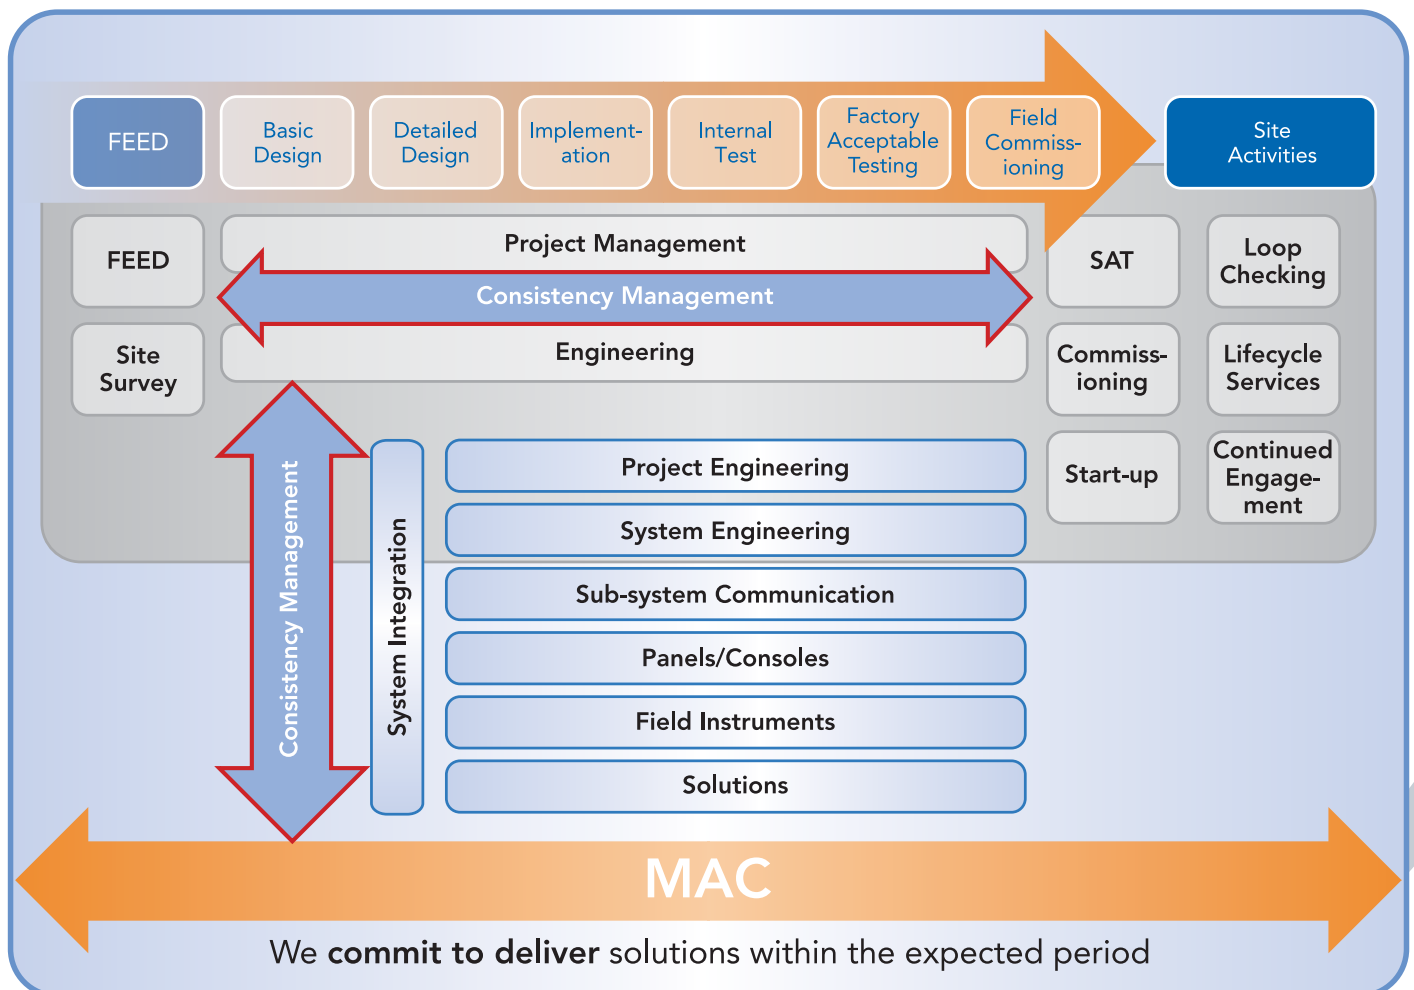 FEED
Basic
Design
Detailed
Design
Implement-
ation
Internal
Test
Factory
Acceptable
Testing
Field
Commiss-
ioning
Site
Activities
FEED
Site
Survey
Project Management
Consistency Management
Engineering
SAT
Loop
Checking
Commiss-
ioning
Lifecycle
Services
Start-up
Continued
Engage-
ment
Consistency Management
System Integration
Project Engineering
System Engineering
Sub-system Communication
Panels/Consoles
Field Instruments
Solutions
MAC
We commit to deliver solutions within the expected period